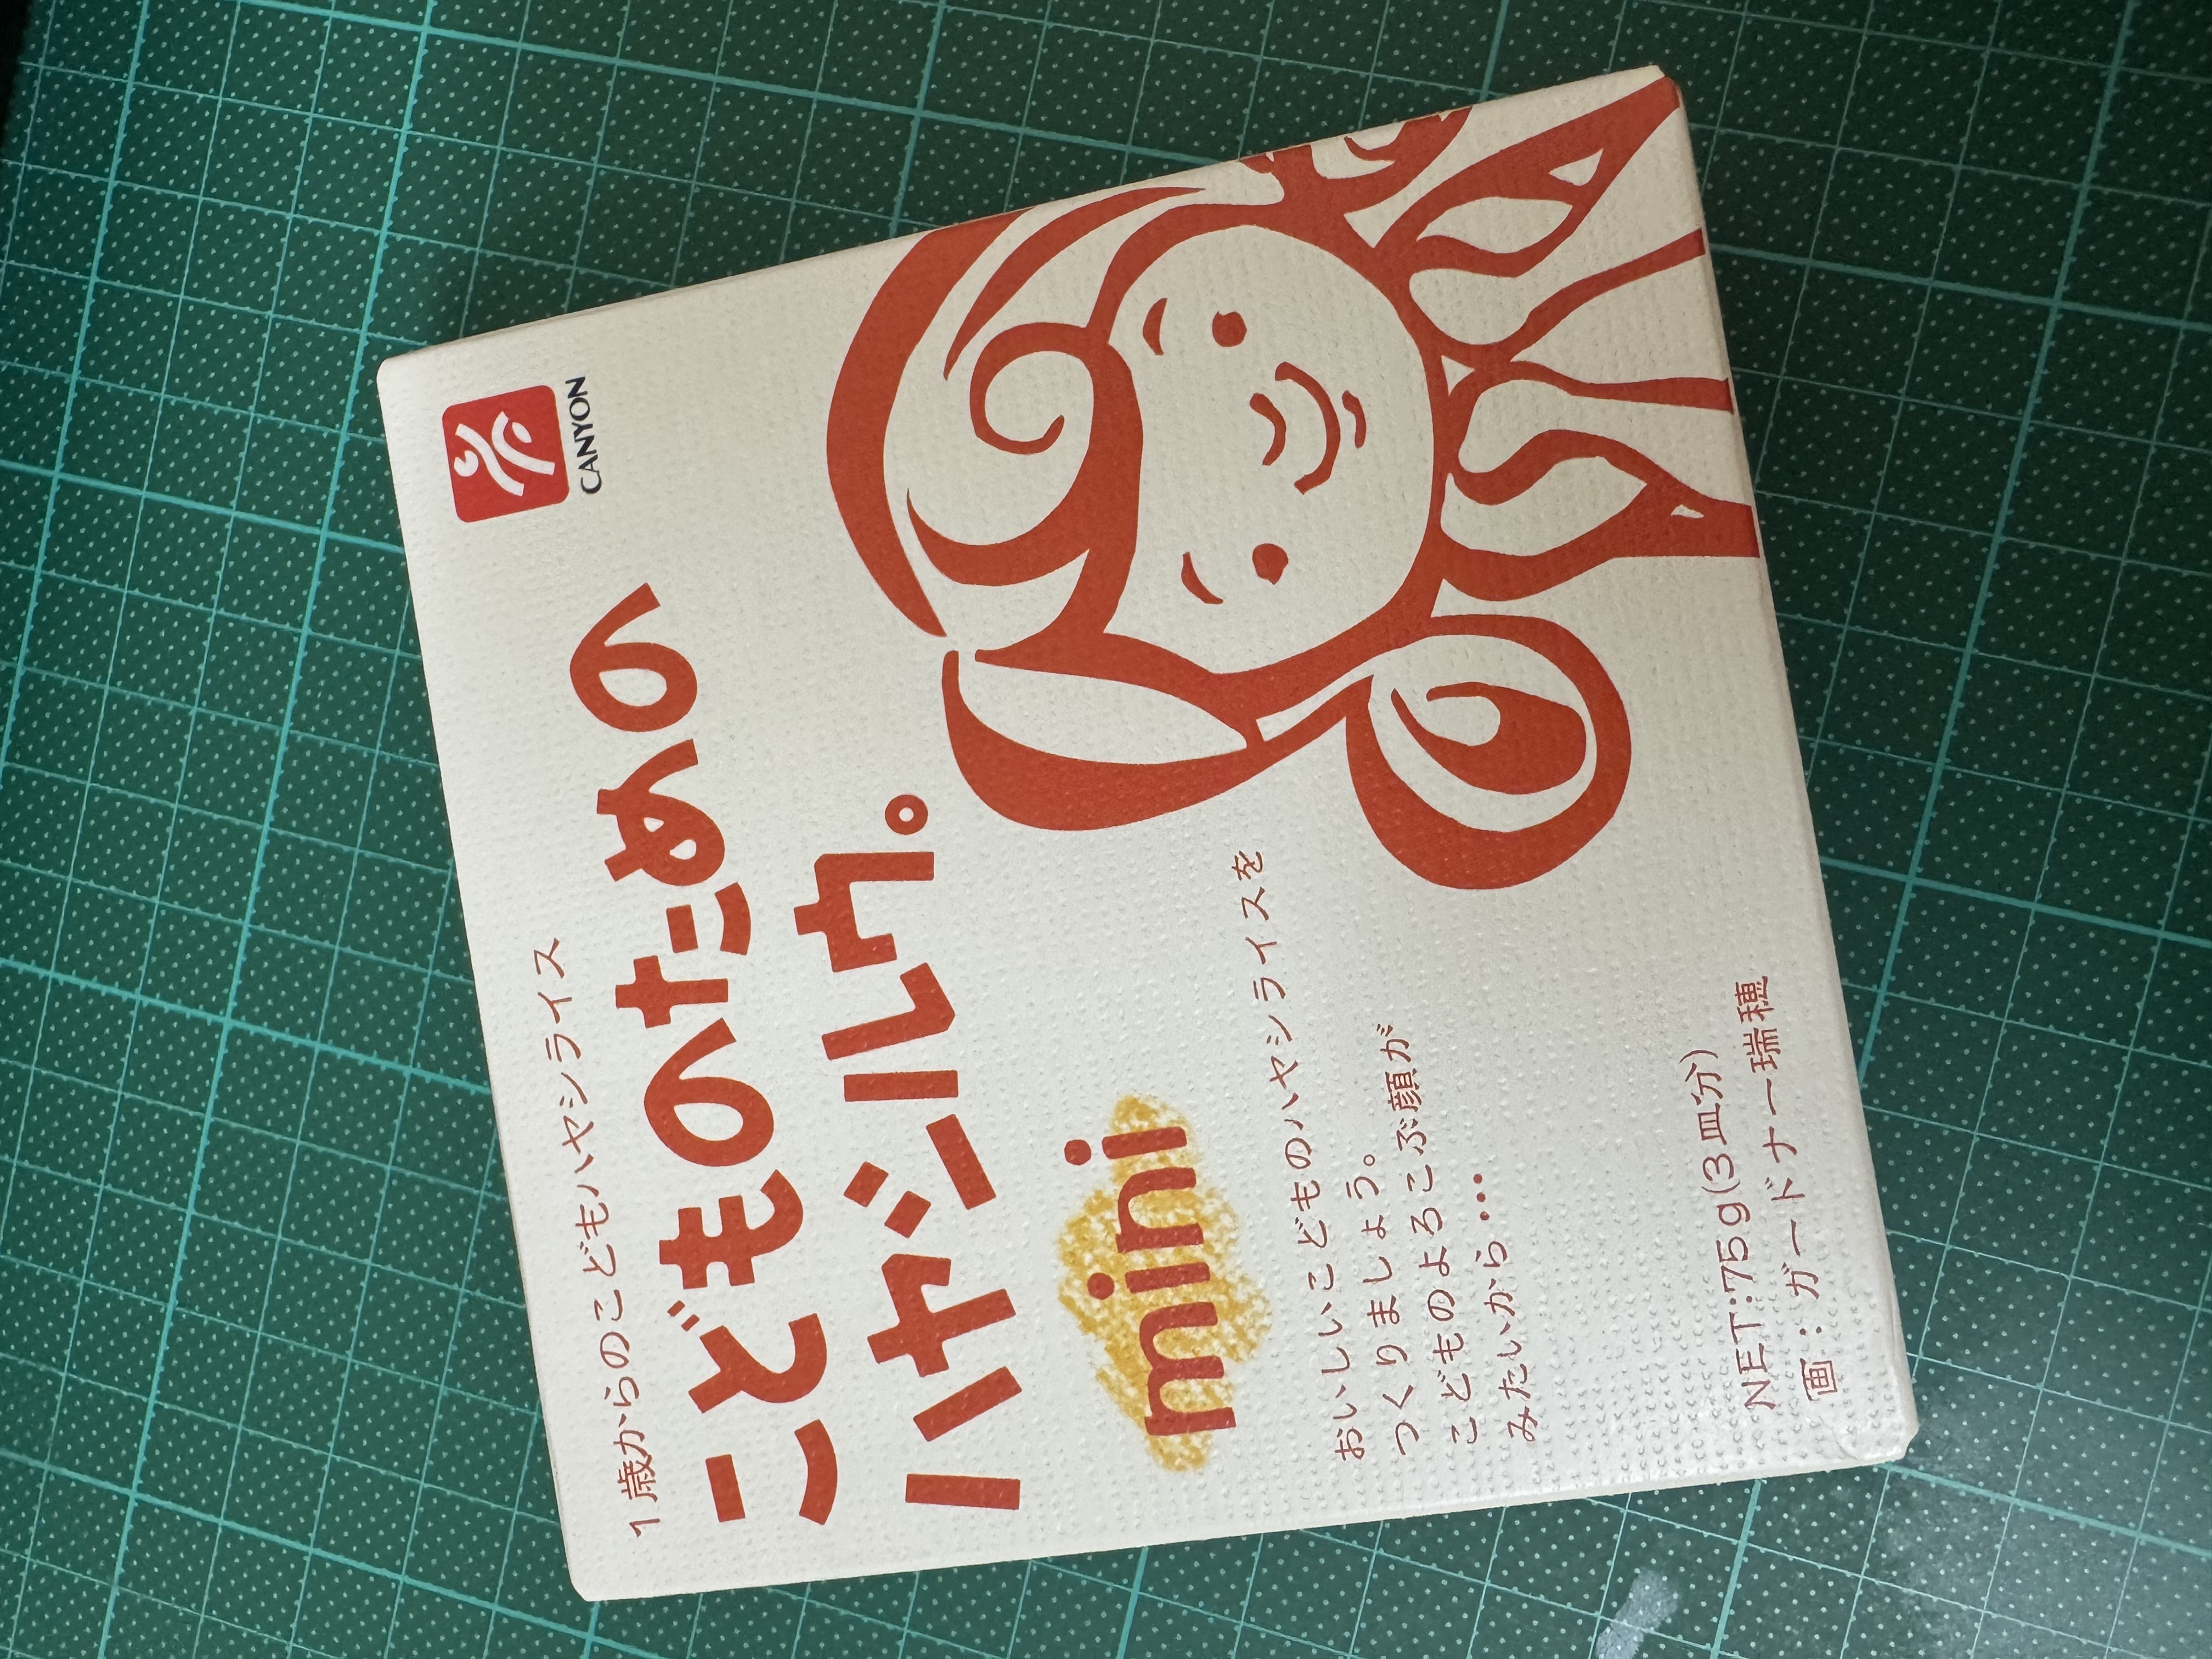 CANYON
1歳からのこどもハヤシライス
こどものための
ハヤシルウ。
mini
おいしいこどものハヤシライスを
つくりましょう。
こどものよろこぶ顔が
みたいから…
NET:75g(3皿分)
画:ガードナー瑞穂